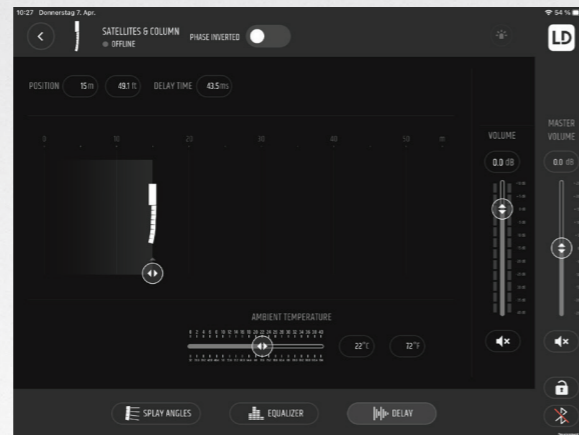 10:27 Donnerstag 7. Apr.
54 %
SATELLITES & COLUMN
OFFLINE
PHASE INVERTED
LD
POSITION 15 m 49.1 ft DELAY TIME 43.5 ms
MASTER
VOLUME
VOLUME
0 10 20 30 40 50 m
0.0 dB
0.0 dB
AMBIENT TEMPERATURE
22°C 72°F
SPLAY ANGLES
EQUALIZER
DELAY